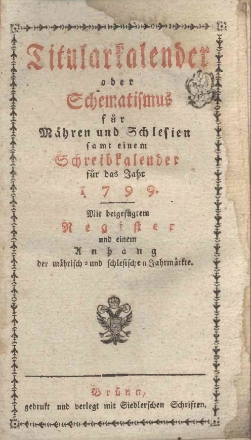 Titularkalender
oder
Schematismus
für
Mähren und Schlesien
samt einem
Schreibkalender
für das Jahr
1799.
Mit beigefügtem
Register
und einem
Anhang
der mährisch- und schlesischen Jahrmärkte.
Brünn,
gedrukt und verlegt mit Siedlerschen Schriften.